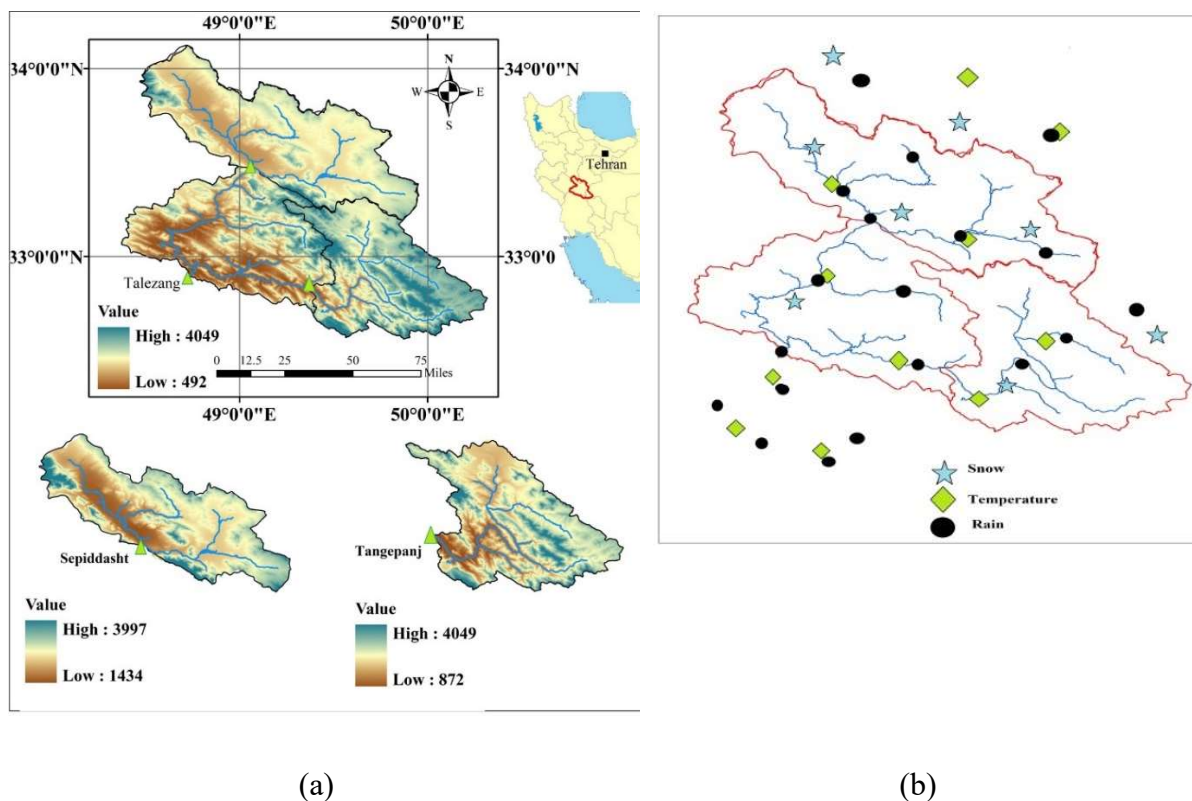 49°0'0"E 50°0'0"E
34°0'0"N 34°0'0"N
N
W E
S
Tehran
33°0'0"N 33°0'0"
Talezang
Value
High : 4049
Low : 492
0 12.5 25 50 75
Miles
49°0'0"E 50°0'0"E
Sepiddasht
Value
High : 3997
Low : 1434
Tangepanj
Value
High : 4049
Low : 872
Snow
Temperature
Rain
(a) (b)